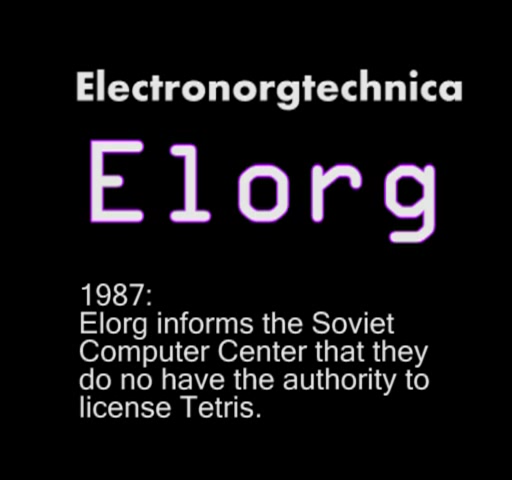 Electronorgtechnica
Elorg
1987:
Elorg informs the Soviet
Computer Center that they
do no have the authority to
license Tetris.